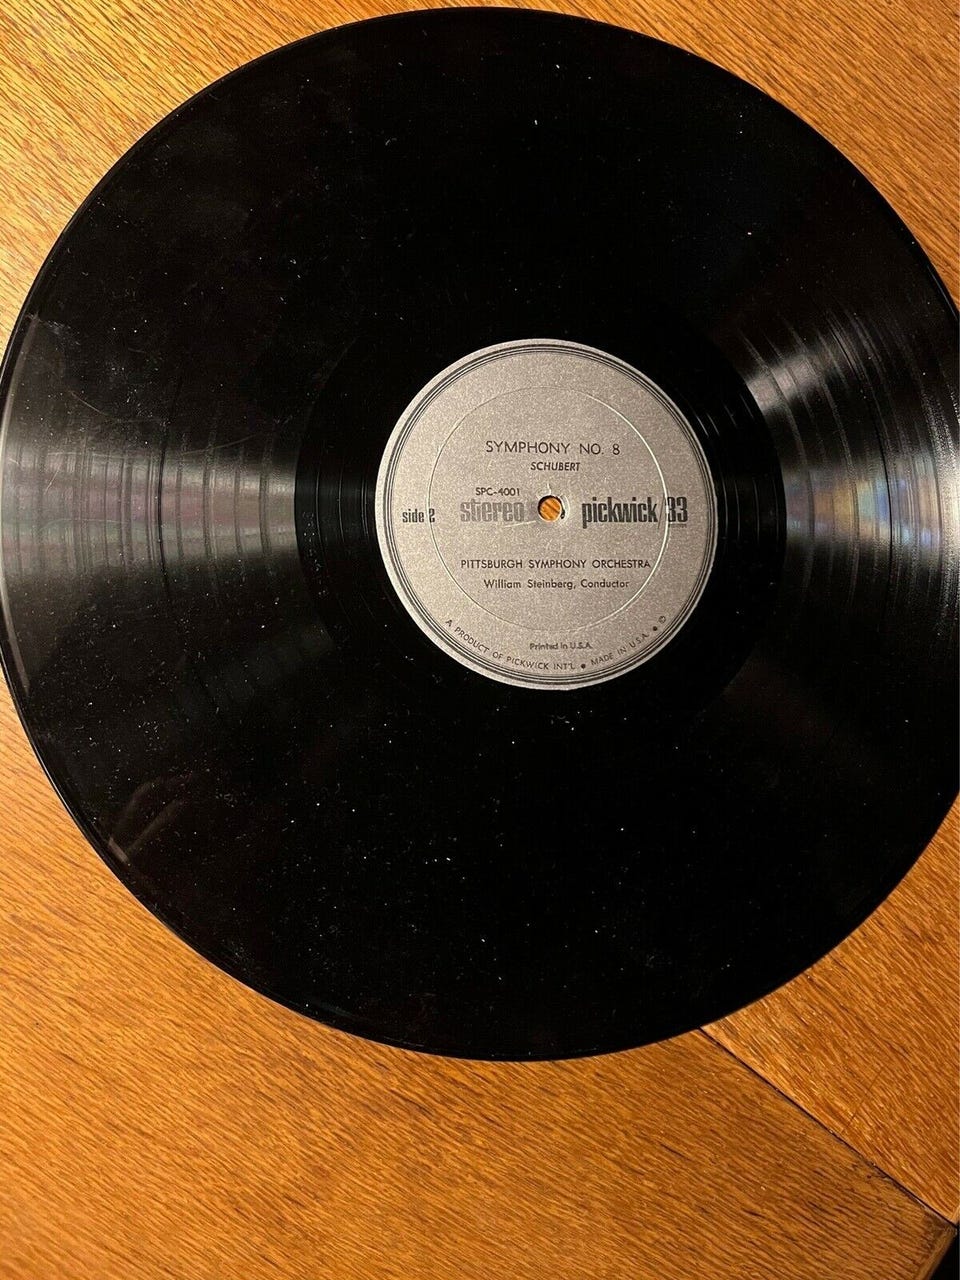 SYMPHONY NO. 8
SCHUBERT
SPC-4001
side 2 stereo pickwick/33
PITTSBURGH SYMPHONY ORCHESTRA
William Steinberg, Conductor
Printed in U.S.A.
A PRODUCT OF PICKWICK INT'L ● MADE IN U.S.A. ● ©